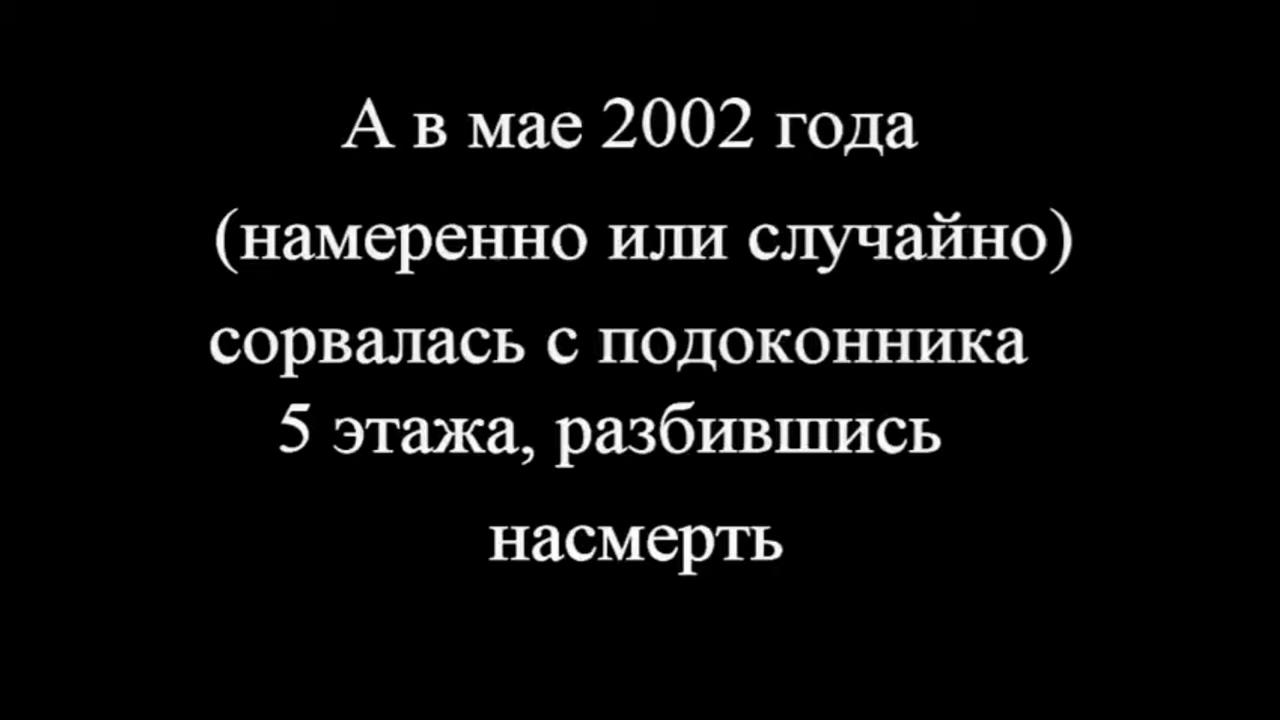 А в мае 2002 года
(намеренно или случайно)
сорвалась с подоконника
5 этажа, разбившись
насмерть